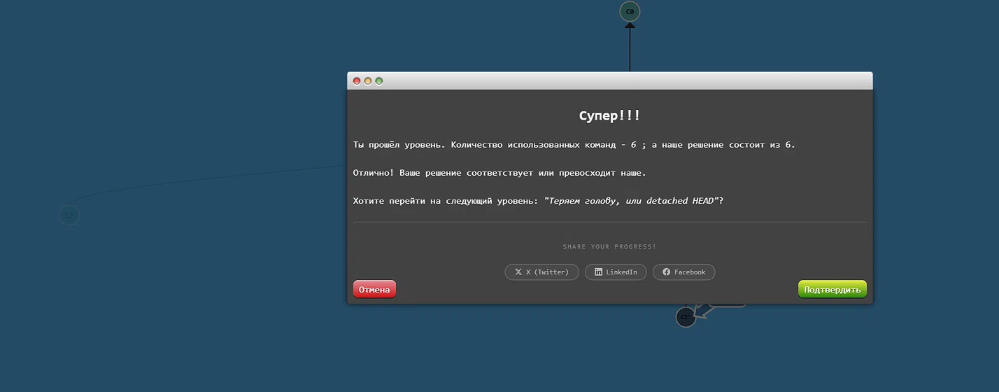 C0
Супер!!!
Ты прошёл уровень. Количество использованных команд - 6 ; а наше решение состоит из 6.
Отлично! Ваше решение соответствует или превосходит наше.
C2
Хотите перейти на следующий уровень: "Теряем голову, или detached HEAD"?
SHARE YOUR PROGRESS!
X (Twitter) LinkedIn Facebook
Отмена Подтвердить
C2'